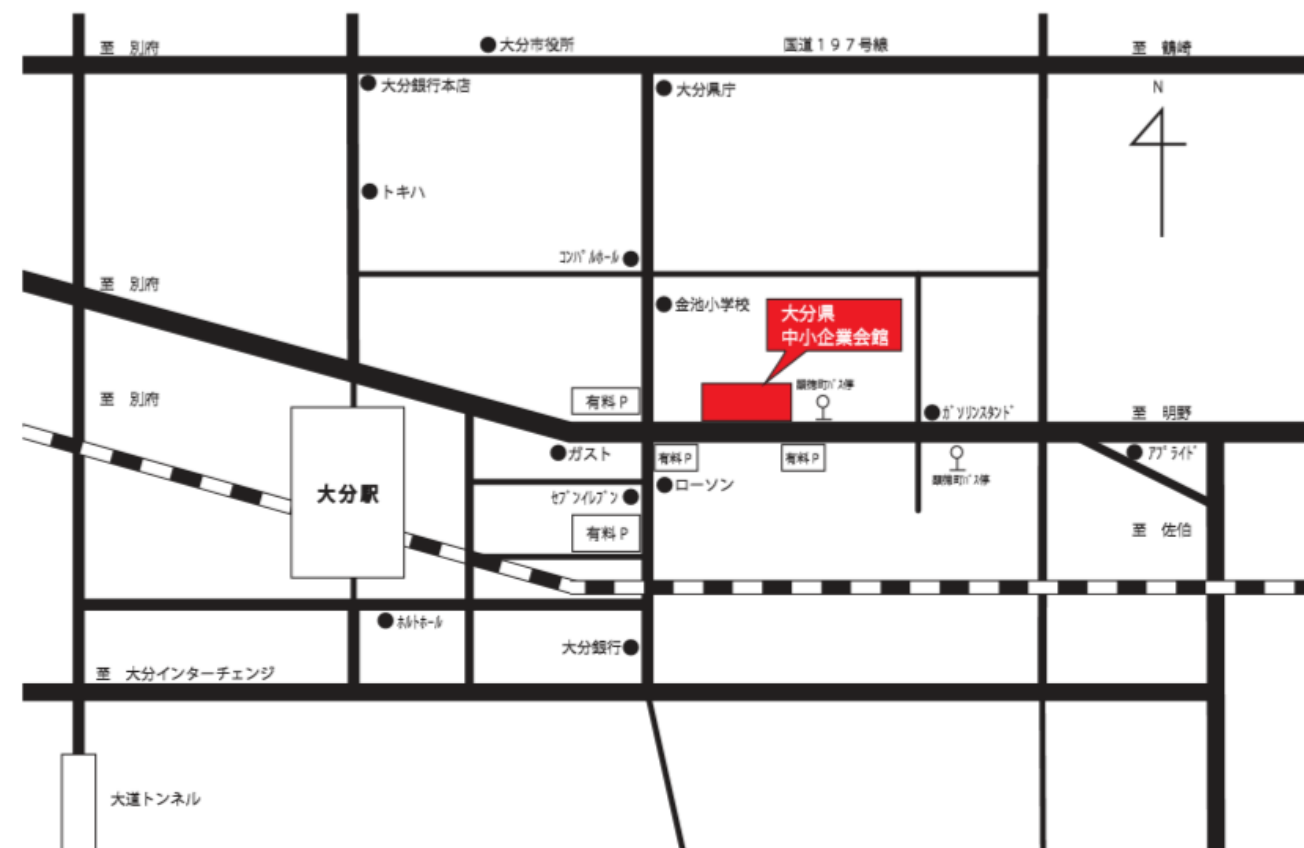 至 別府
大分市役所
国道197号線
至 鶴崎
大分銀行本店
大分県庁
N
トキハ
コンパルホール
至 別府
金池小学校
大分県
中小企業会館
顕徳町バス停
至 別府
有料P
ガソリンスタンド
至 明野
ガスト
有料P
有料P
アプライド
大分駅
セブンイレブン
ローソン
顕徳町バス停
有料P
至 佐伯
ホルトホール
大分銀行
至 大分インターチェンジ
大道トンネル